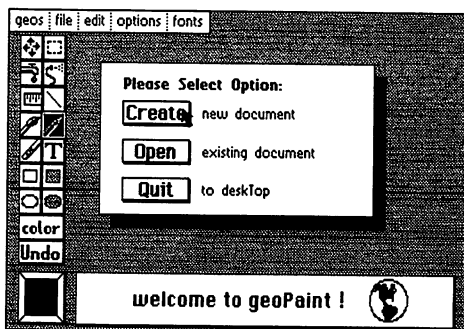 geos file edit options fonts
Please Select Option:
Create new document
Open existing document
Quit to deskTop
T
color
Undo
welcome to geoPaint !